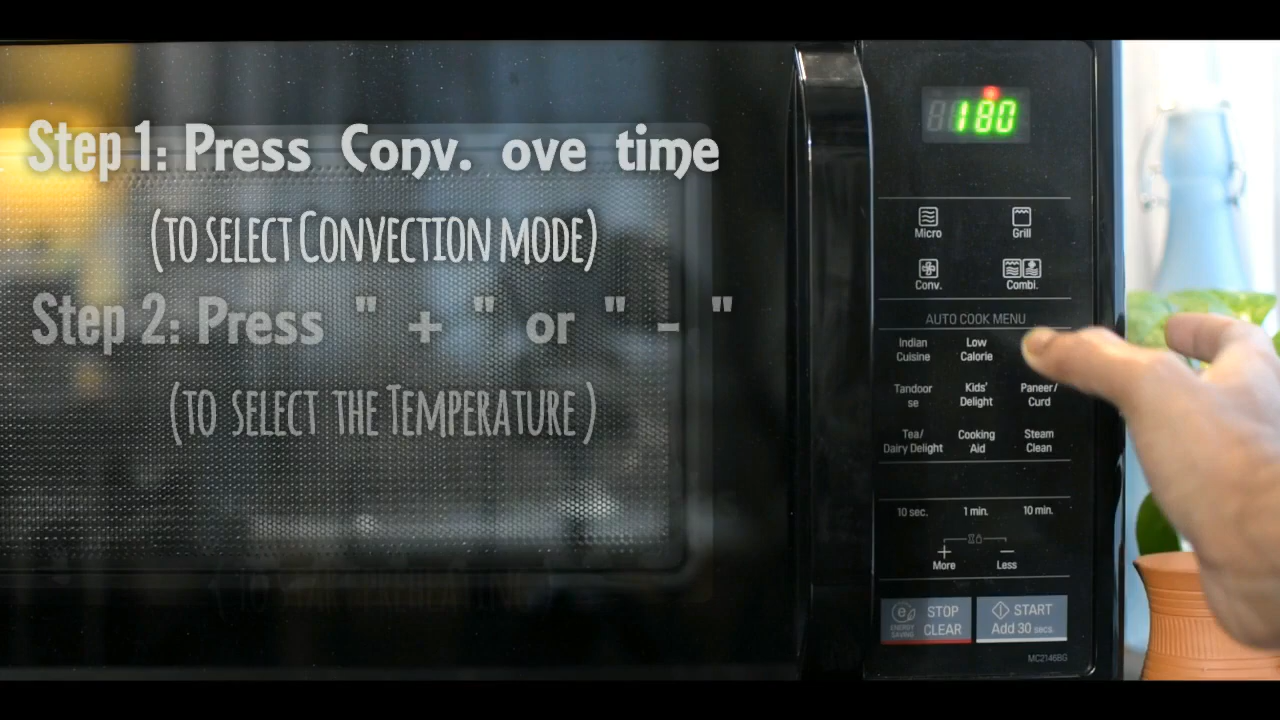 Step 1: Press Conv. ove time
(to select Convection mode)
Step 2: Press " + " or " - "
(to select the Temperature)
180
Micro Grill
Conv. Combi.
AUTO COOK MENU
Indian Cuisine
Low Calorie
Tandoor se
Kids' Delight
Paneer/ Curd
Tea/ Dairy Delight
Cooking Aid
Steam Clean
10 sec. 1 min. 10 min.
+ −
More Less
e ENERGY SAVING
STOP CLEAR
START
Add 30 secs.
MC2146BG